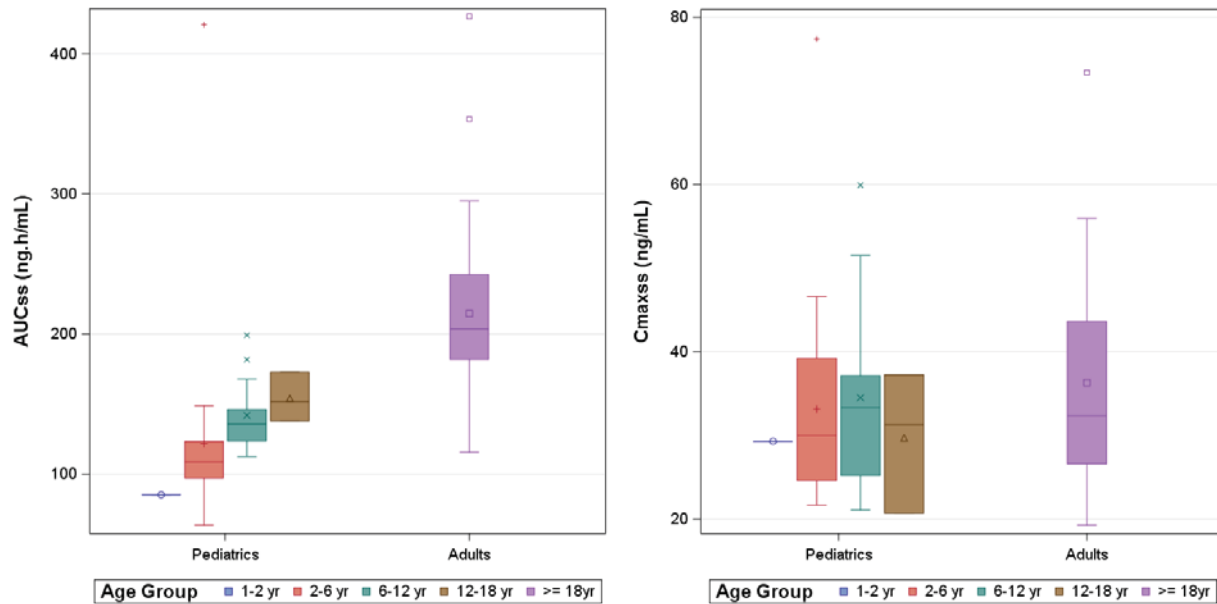 AUCss (ng.h/mL)
400
300
200
100
Pediatrics
Adults
Age Group 1-2 yr 2-6 yr 6-12 yr 12-18 yr >= 18yr
Cmaxss (ng/mL)
80
60
40
20
Pediatrics
Adults
Age Group 1-2 yr 2-6 yr 6-12 yr 12-18 yr >= 18yr